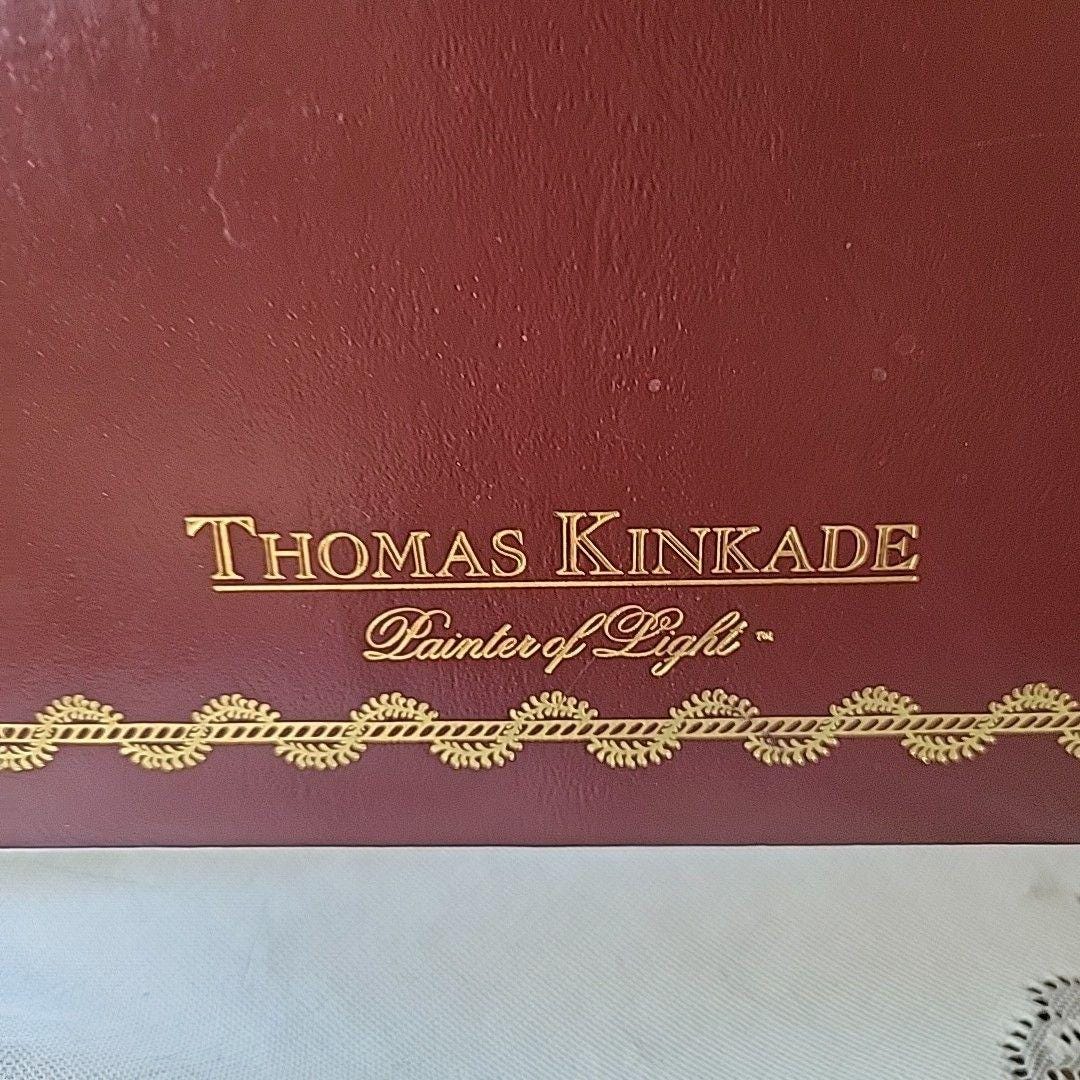 THOMAS KINKADE
Painter of Light™